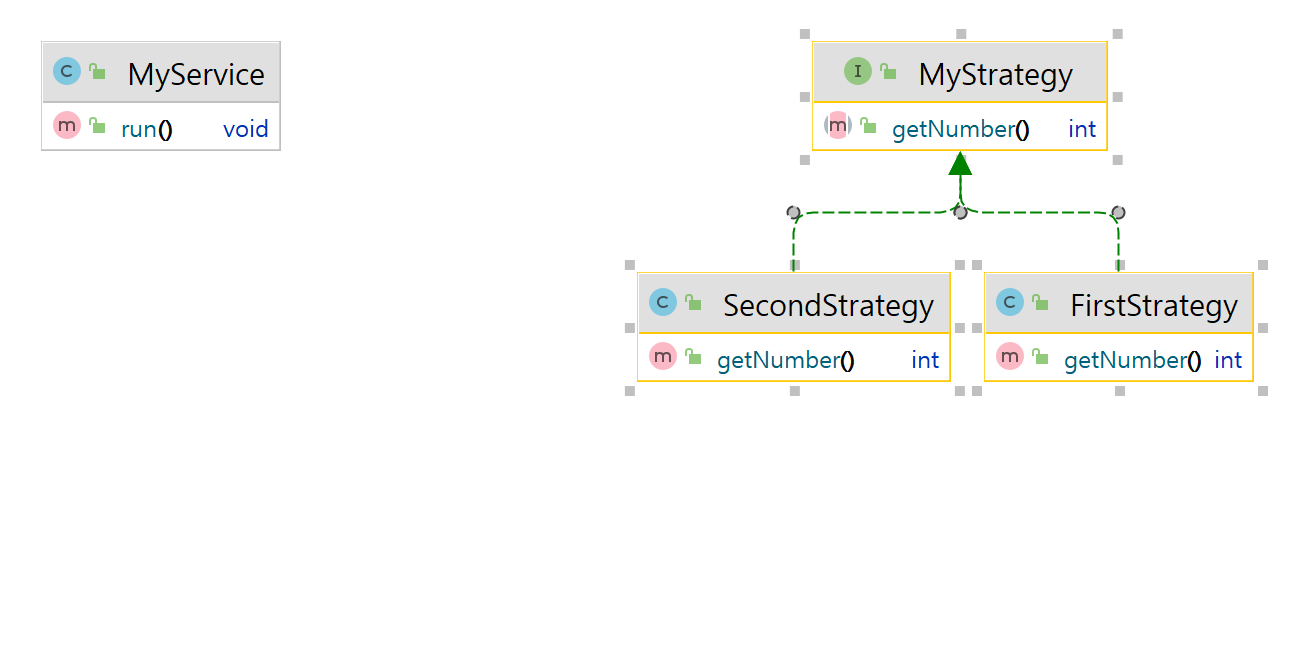 C MyService
m run() void
I MyStrategy
m getNumber() int
C SecondStrategy
m getNumber() int
C FirstStrategy
m getNumber() int